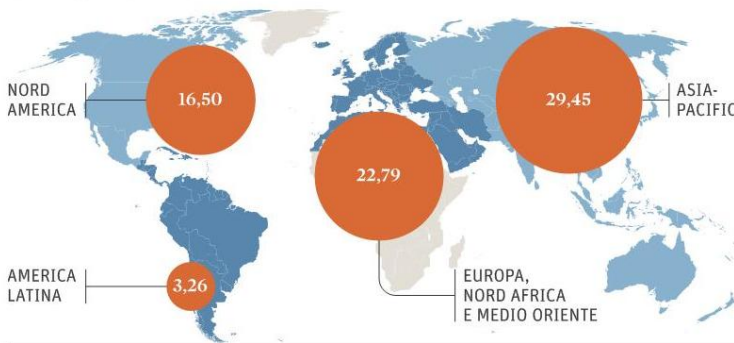 NORD
AMERICA
16,50
29,45
ASIA-
PACIFIC
22,79
AMERICA
LATINA
3,26
EUROPA,
NORD AFRICA
E MEDIO ORIENTE